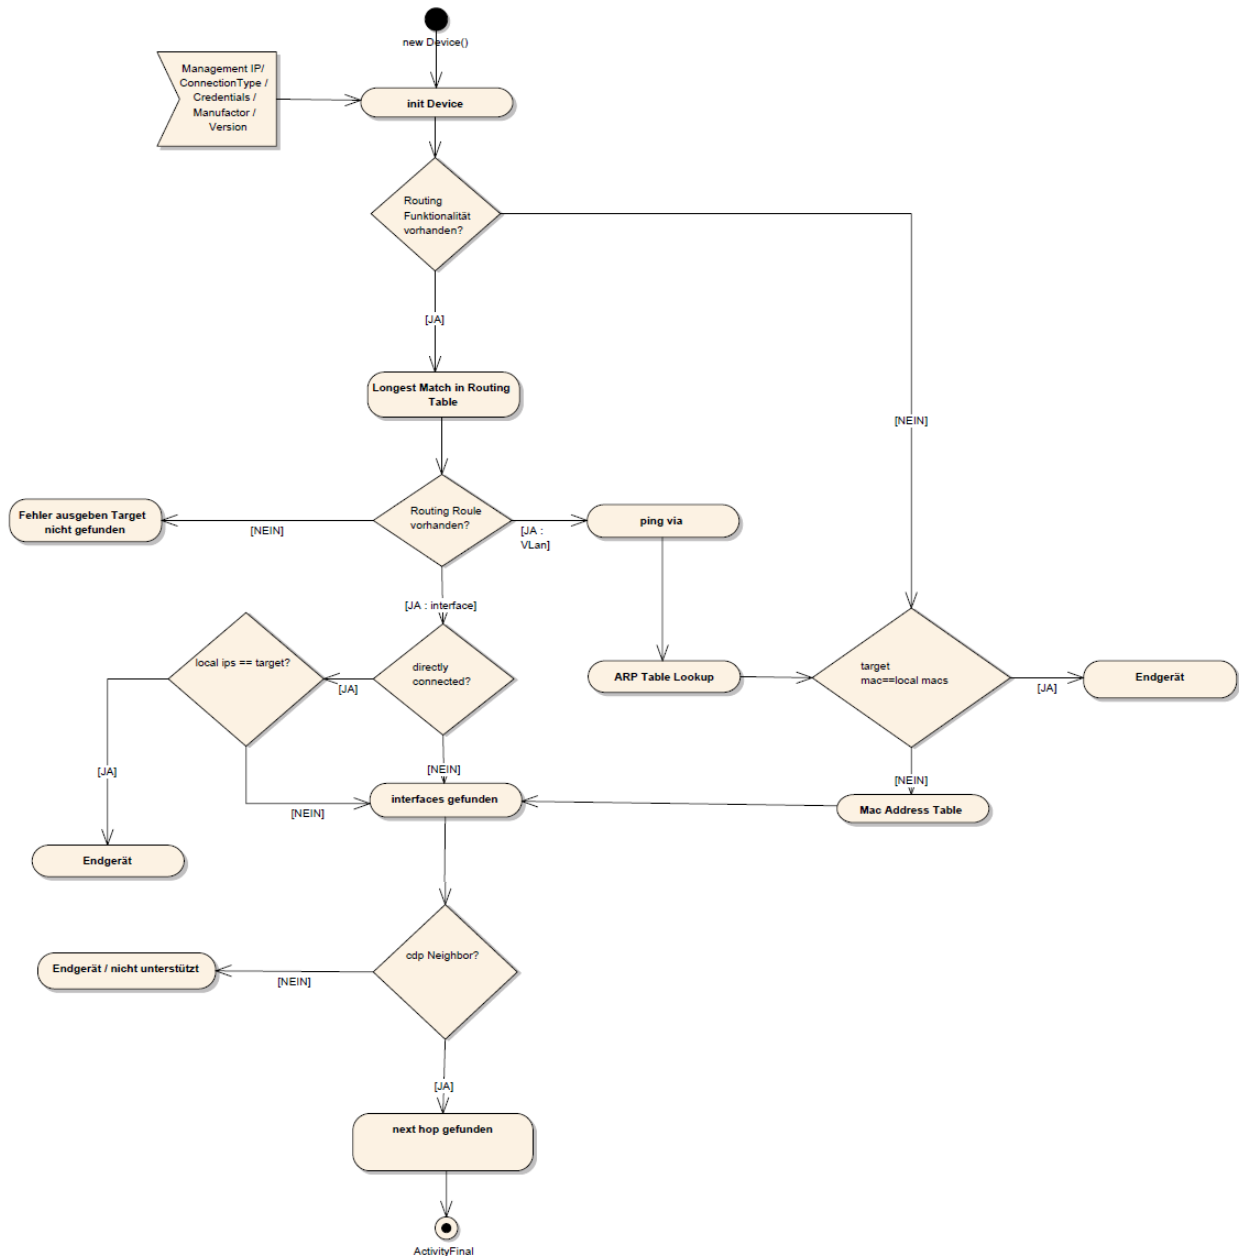 new Device()
Management IP/
ConnectionType /
Credentials /
Manufactor /
Version
init Device
Routing
Funktionalität
vorhanden?
[JA]
[NEIN]
Longest Match in Routing
Table
Fehler ausgeben Target
nicht gefunden
[NEIN]
Routing Roule
vorhanden?
[JA :
VLan]
ping via
[JA : interface]
local ips == target?
[JA]
directly
connected?
ARP Table Lookup
target
mac==local macs
[JA]
Endgerät
[JA]
[NEIN]
[NEIN]
[NEIN]
interfaces gefunden
Mac Address Table
Endgerät
cdp Neighbor?
Endgerät / nicht unterstützt
[NEIN]
[JA]
next hop gefunden
ActivityFinal